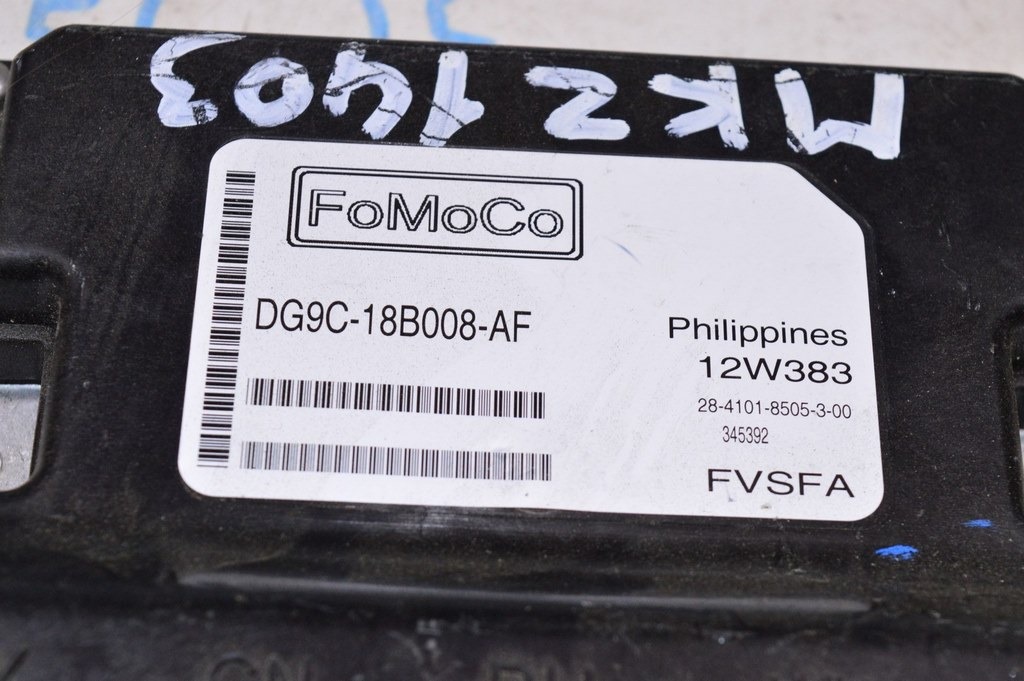 MKZ 1403
FoMoCo
DG9C-18B008-AF
Philippines
12W383
28-4101-8505-3-00
345392
FVSFA